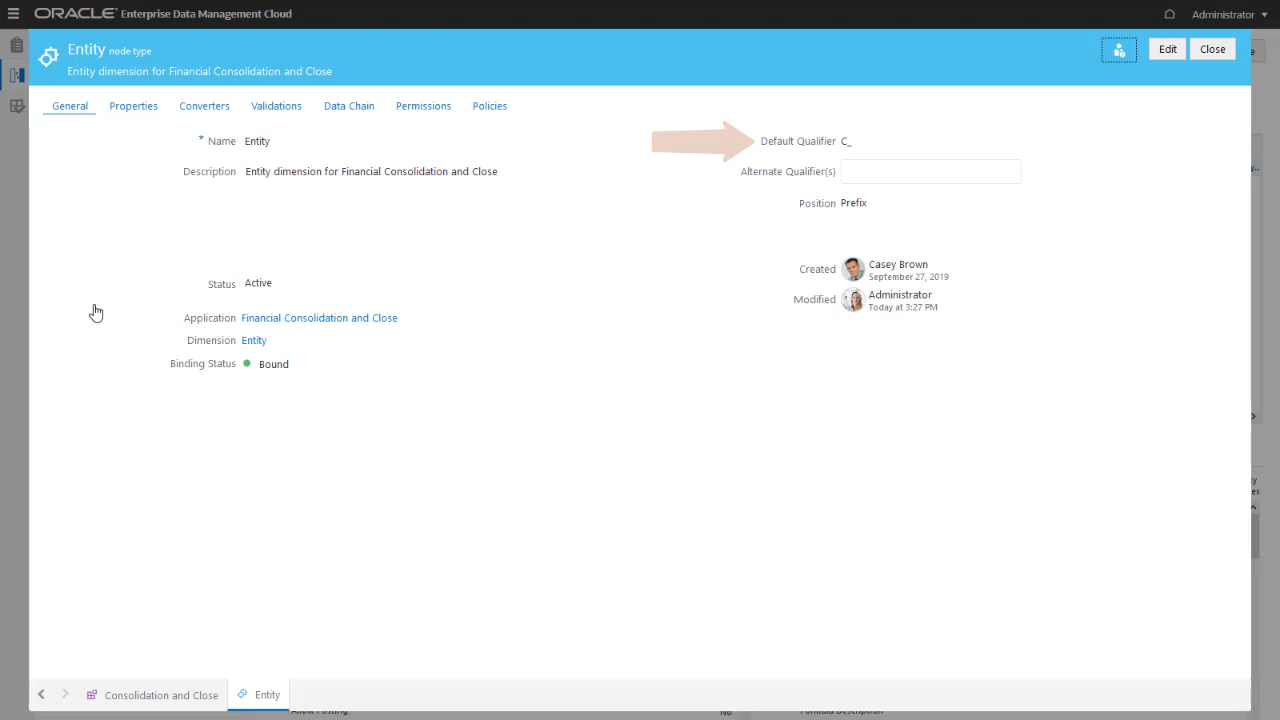 ORACLE® Enterprise Data Management Cloud
Administrator
Entity node type
Entity dimension for Financial Consolidation and Close
Edit
Close
General
Properties
Converters
Validations
Data Chain
Permissions
Policies
* Name Entity
Description Entity dimension for Financial Consolidation and Close
Status Active
Application Financial Consolidation and Close
Dimension Entity
Binding Status Bound
Default Qualifier C_
Alternate Qualifier(s)
Position Prefix
Created Casey Brown
September 27, 2019
Modified Administrator
Today at 3:27 PM
Consolidation and Close
Entity
No